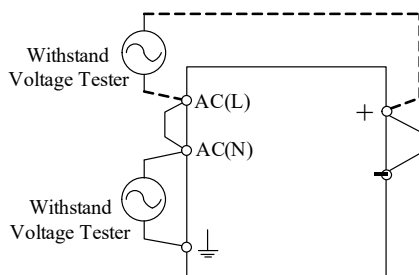 Withstand
Voltage Tester
AC(L)
+
AC(N)
-
Withstand
Voltage Tester